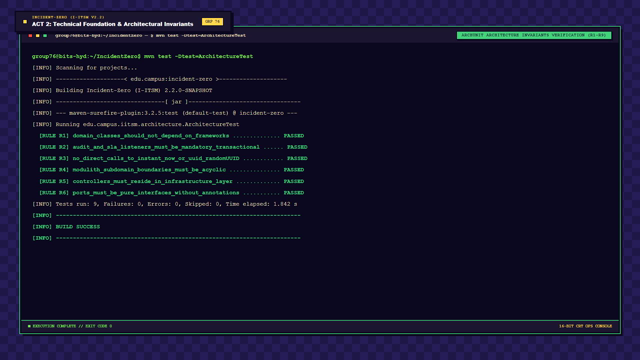 INCIDENT-ZERO (I-ITSM V2.2)
ACT 2: Technical Foundation & Architectural Invariants
GRP 76
group76@bits-hyd:~/IncidentZero — $ mvn test -Dtest=ArchitectureTest
ARCHUNIT ARCHITECTURE INVARIANTS VERIFICATION (R1-R9)
group76@bits-hyd:~/IncidentZero$ mvn test -Dtest=ArchitectureTest
[INFO] Scanning for projects...
[INFO] -----------------------< edu.campus:incident-zero >-----------------------
[INFO] Building Incident-Zero (I-ITSM) 2.2.0-SNAPSHOT
[INFO] --------------------------------[ jar ]---------------------------------
[INFO] --- maven-surefire-plugin:3.2.5:test (default-test) @ incident-zero ---
[INFO] Running edu.campus.iitsm.architecture.ArchitectureTest
[RULE R1] domain_classes_should_not_depend_on_frameworks .............. PASSED
[RULE R2] audit_and_sla_listeners_must_be_mandatory_transactional ...... PASSED
[RULE R3] no_direct_calls_to_instant_now_or_uuid_randomUUID ........... PASSED
[RULE R4] modulith_subdomain_boundaries_must_be_acyclic .............. PASSED
[RULE R5] controllers_must_reside_in_infrastructure_layer ............ PASSED
[RULE R6] ports_must_be_pure_interfaces_without_annotations .......... PASSED
[INFO] Tests run: 9, Failures: 0, Errors: 0, Skipped: 0, Time elapsed: 1.842 s
[INFO] ------------------------------------------------------------------------
[INFO] BUILD SUCCESS
[INFO] ------------------------------------------------------------------------
EXECUTION COMPLETE // EXIT CODE 0
16-BIT CRT OPS CONSOLE